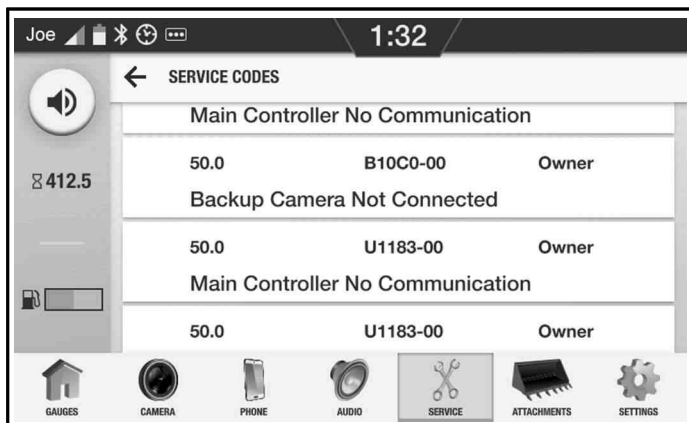 Joe 1:32
SERVICE CODES
Main Controller No Communication
50.0 B10C0-00 Owner
412.5
Backup Camera Not Connected
50.0 U1183-00 Owner
Main Controller No Communication
50.0 U1183-00 Owner
GAUGES CAMERA PHONE AUDIO SERVICE ATTACHMENTS SETTINGS